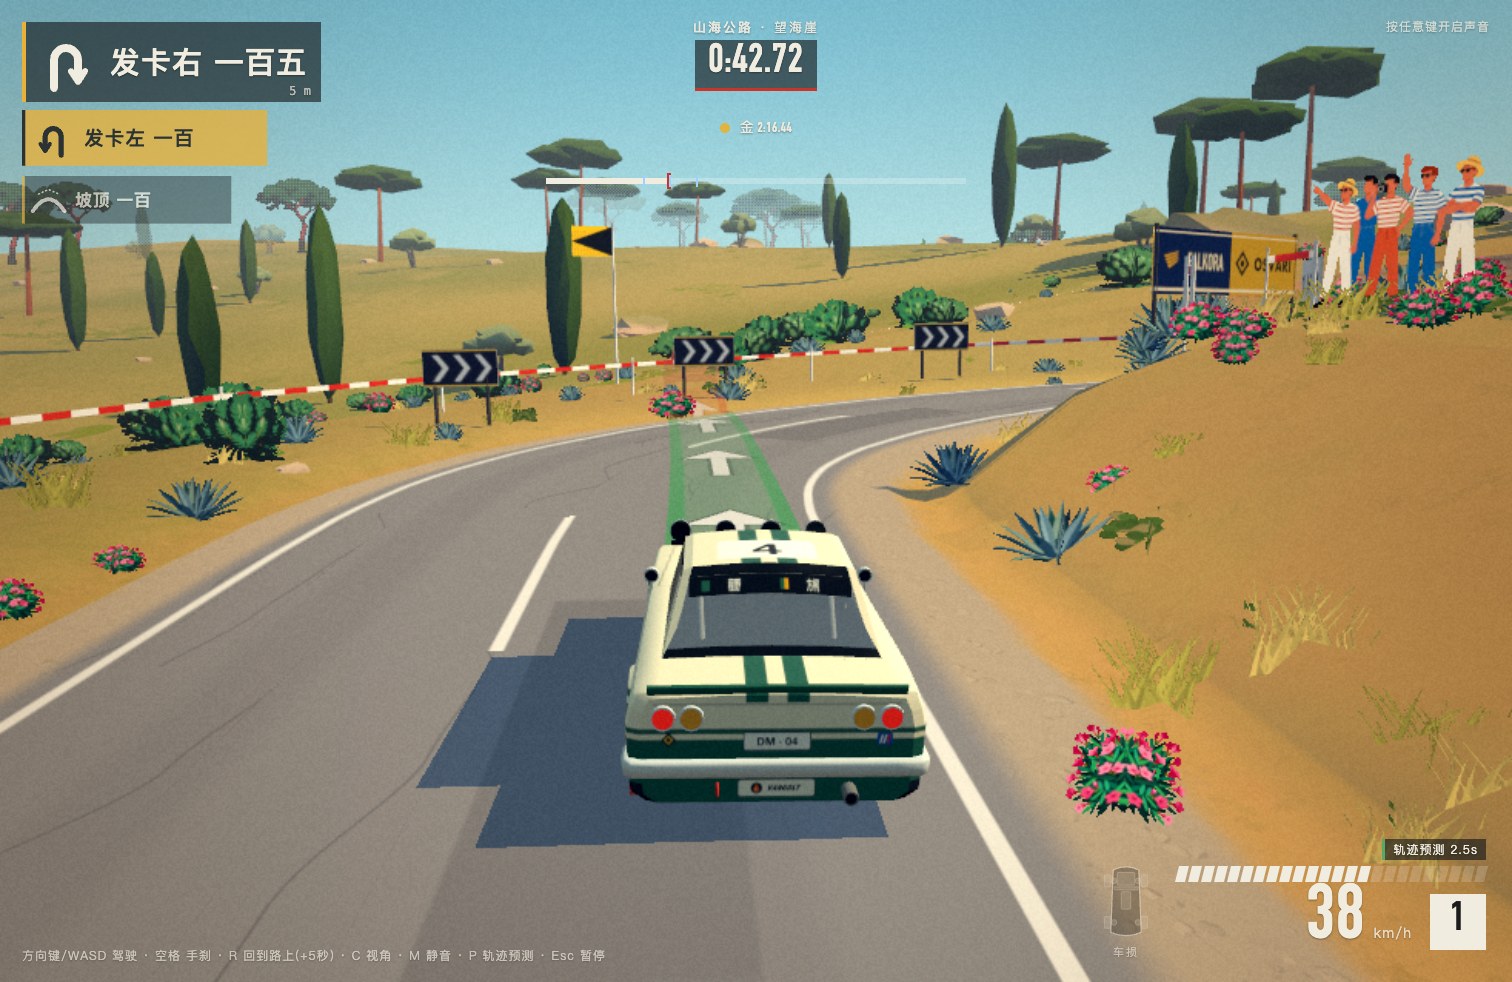 发卡右 一百五
5 m
发卡左 一百
坡顶 一百
山海公路 · 望海崖
0:42.72
金 2:16.44
按任意键开启声音
4
DM - 04
轨迹预测 2.5s
38 km/h
1
车损
方向键/WASD 驾驶 · 空格 手刹 · R 回到路上(+5秒) · C 视角 · M 静音 · P 轨迹预测 · Esc 暂停